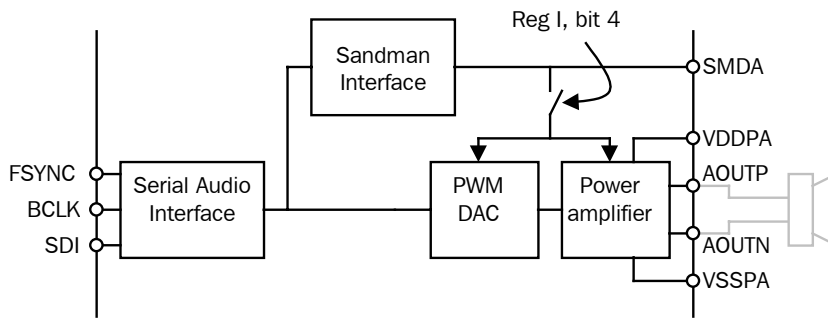 Reg I, bit 4
Sandman
Interface
SMDA
VDDPA
FSYNC
BCLK
SDI
Serial Audio
Interface
PWM
DAC
Power
amplifier
AOUTP
AOUTN
VSSPA